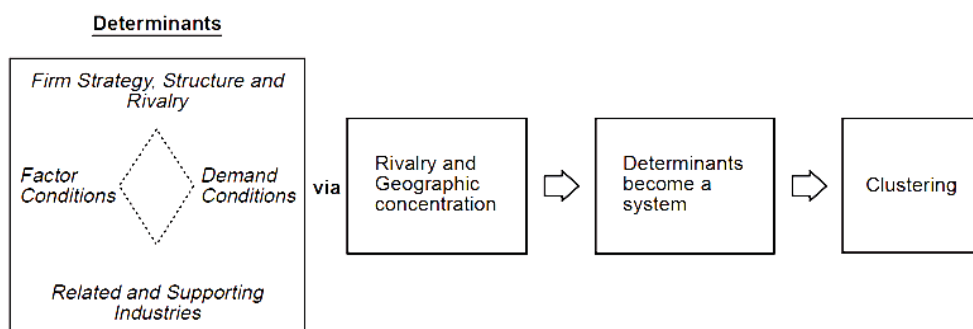 Determinants
Firm Strategy, Structure and
Rivalry
Factor
Conditions
Demand
Conditions
Related and Supporting
Industries
via
Rivalry and
Geographic
concentration
Determinants
become a
system
Clustering